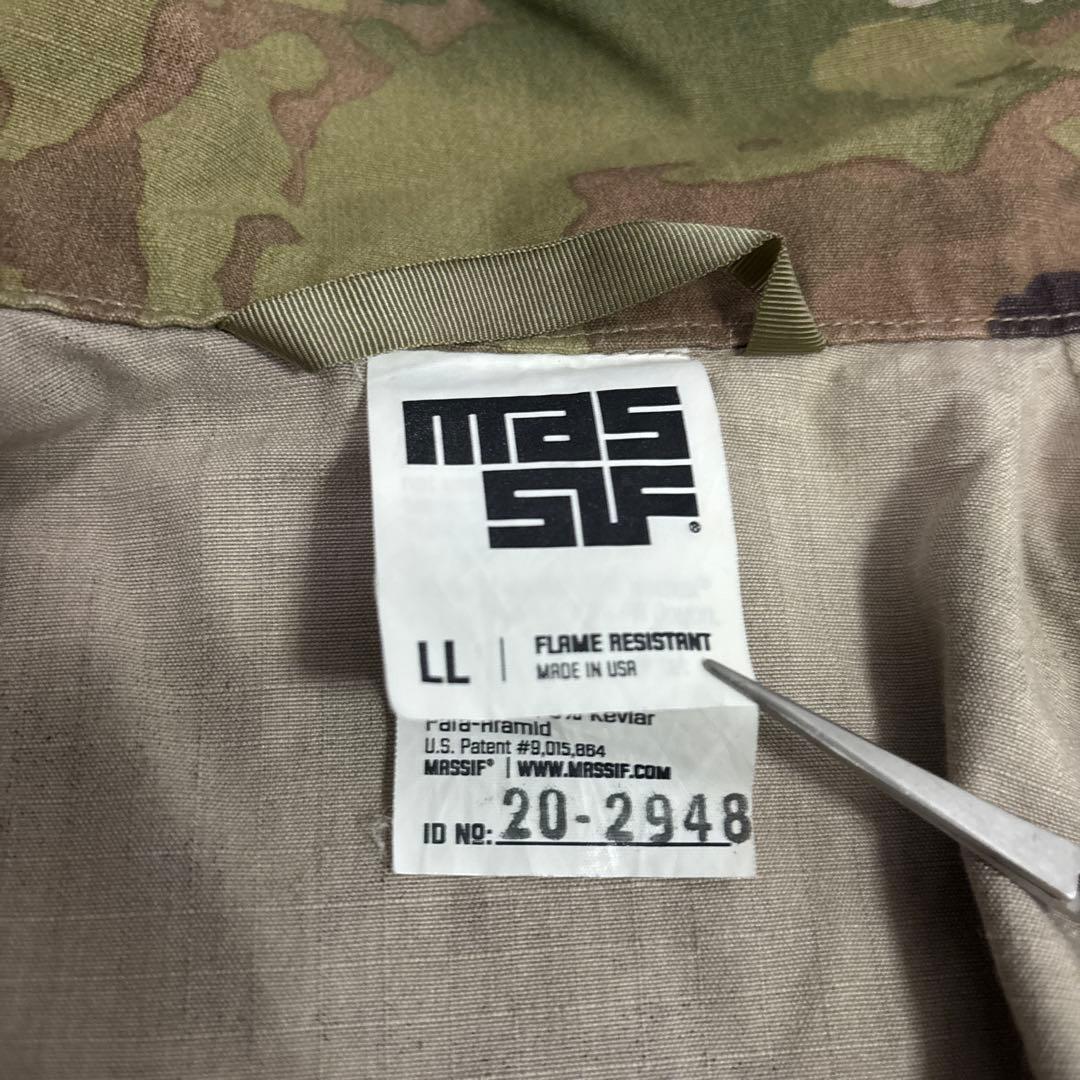 mas
sif®
LL | FLAME RESISTANT
MADE IN USA
Kevlar
Para-Aramid
U.S. Patent #9,015,864
MASSIF® | WWW.MASSIF.COM
ID Nº: 20-2948